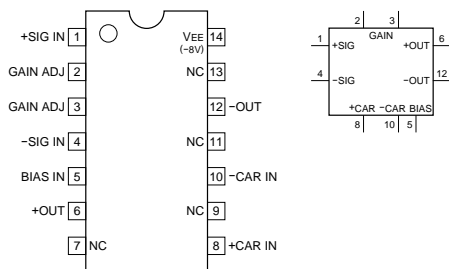 +SIG IN 1
GAIN ADJ 2
GAIN ADJ 3
−SIG IN 4
BIAS IN 5
+OUT 6
7 NC
VEE 14
(−8V)
NC 13
12 −OUT
NC 11
10 −CAR IN
NC 9
8 +CAR IN
2 3
GAIN
1 +SIG +OUT 6
4 −SIG −OUT 12
+CAR −CAR BIAS
8 10 5